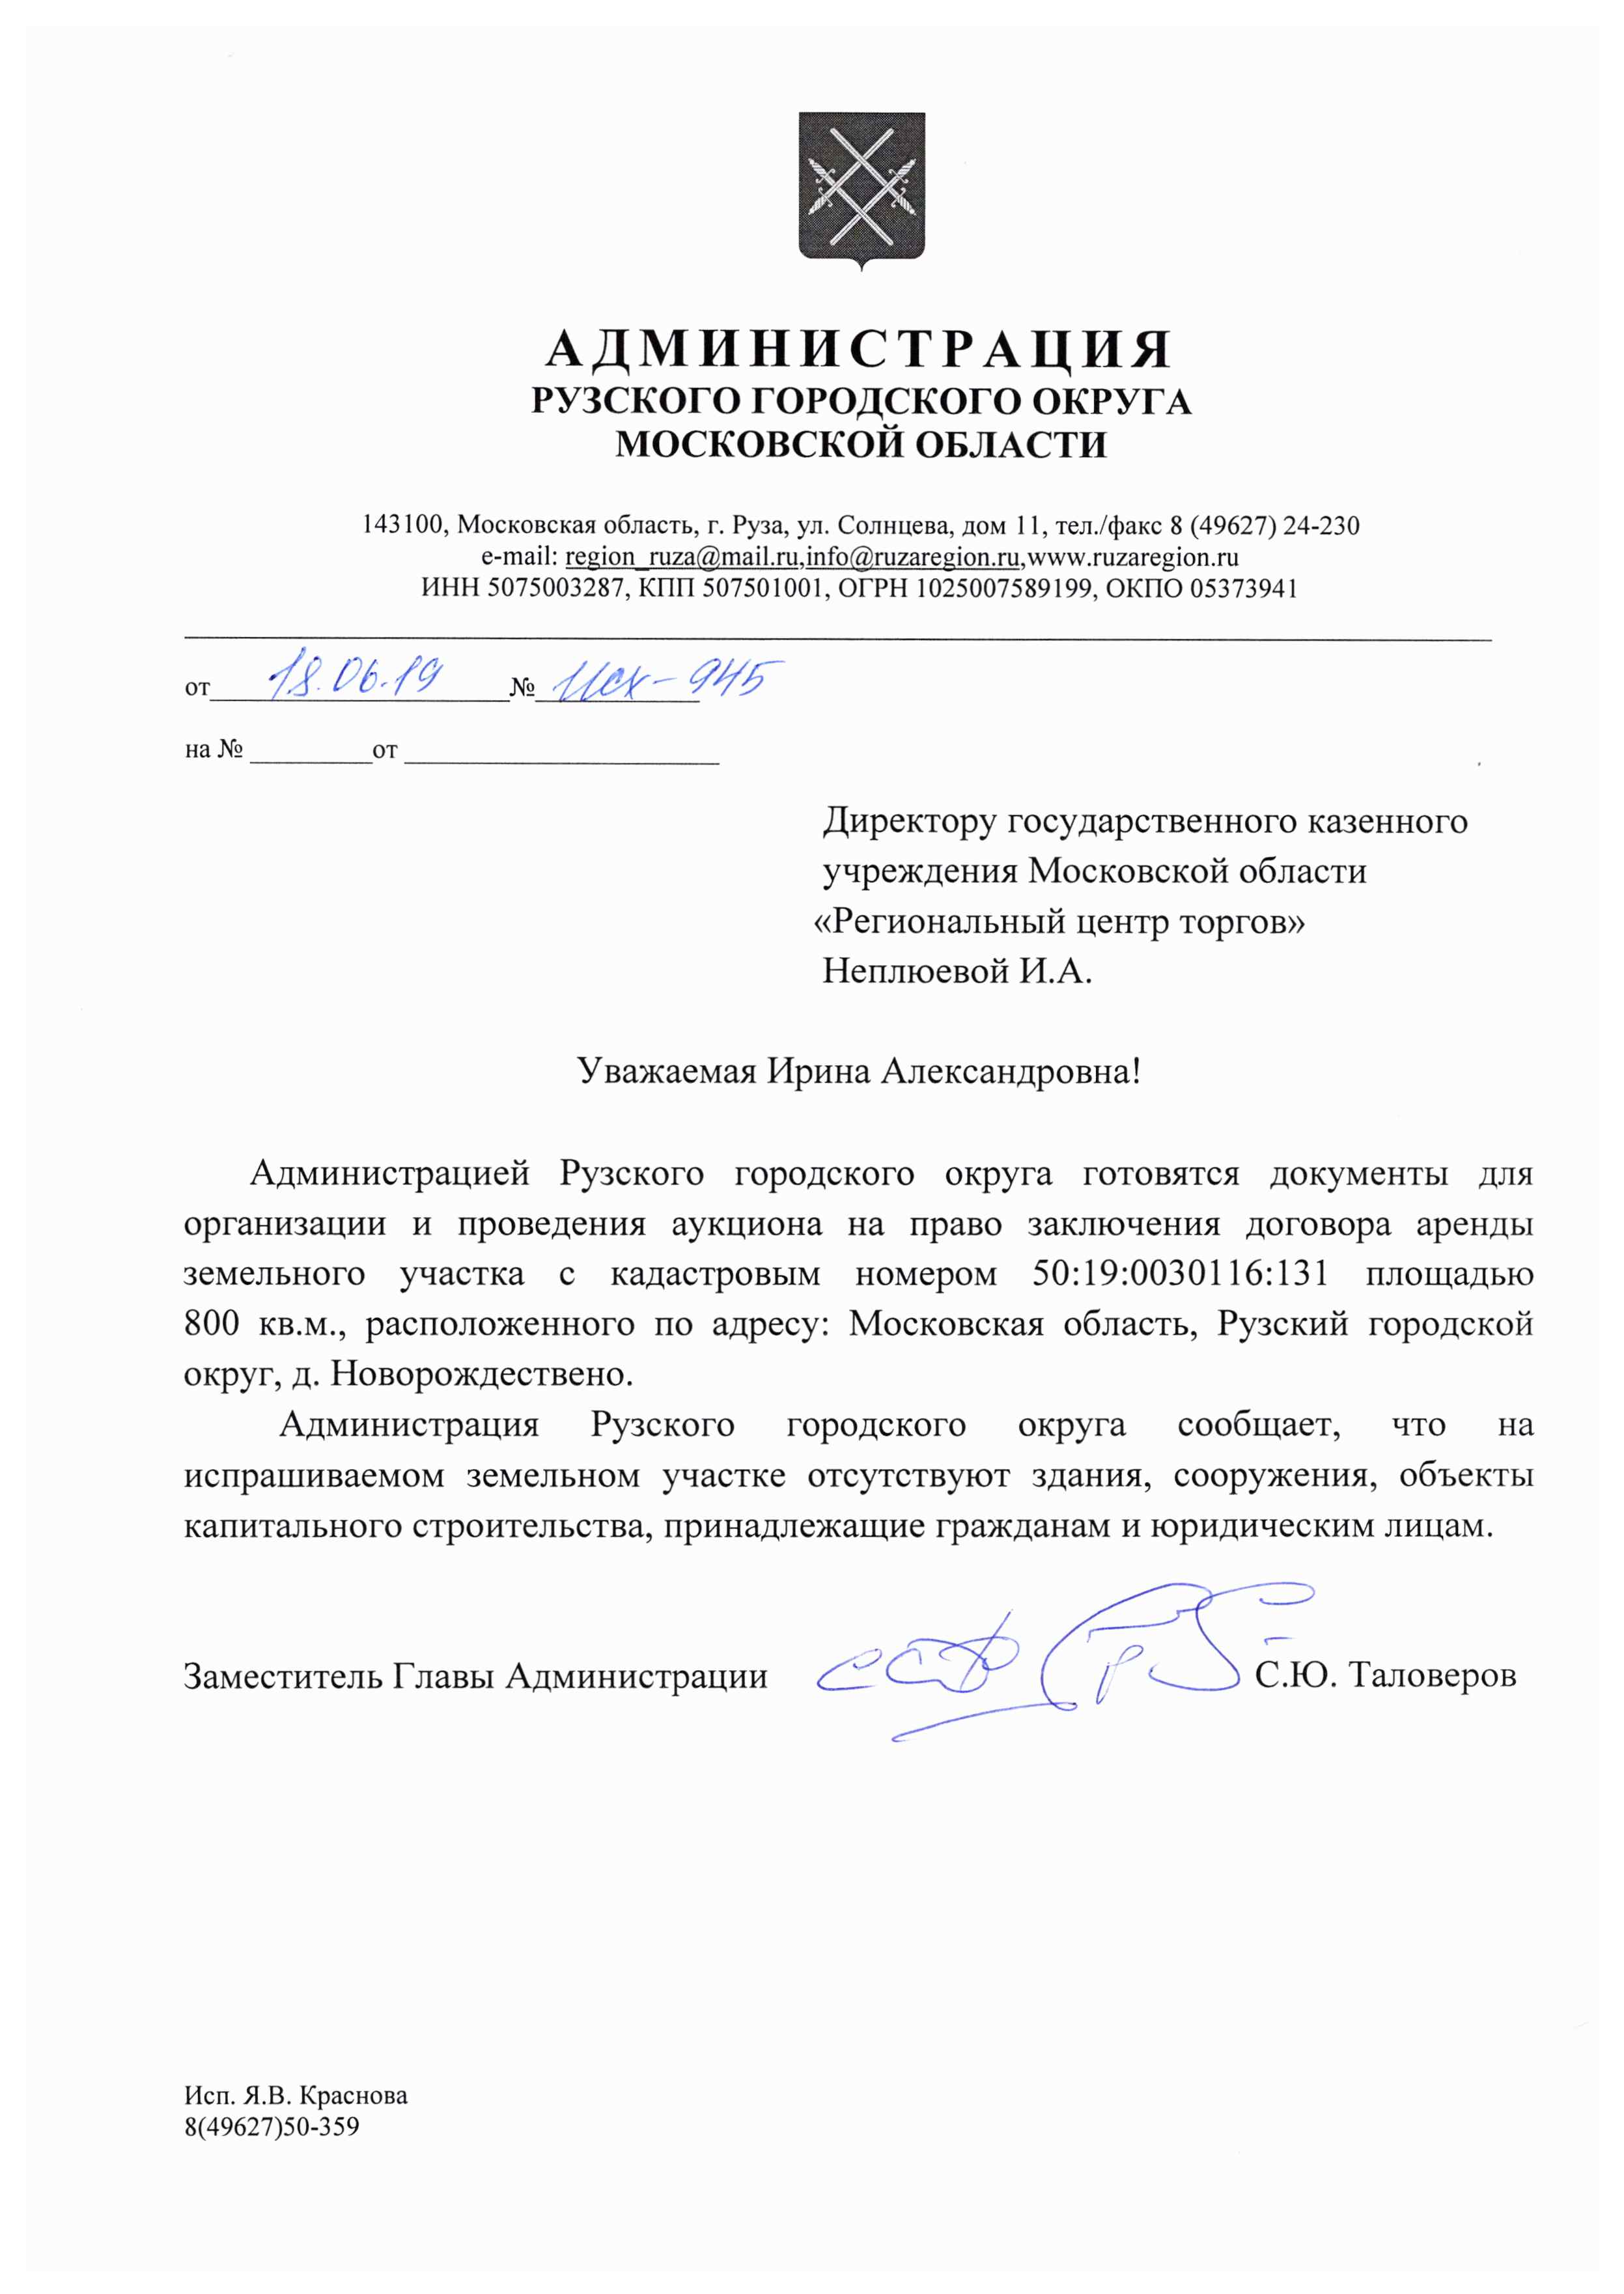 АДМИНИСТРАЦИЯ
РУЗСКОГО ГОРОДСКОГО ОКРУГА
МОСКОВСКОЙ ОБЛАСТИ
143100, Московская область, г. Руза, ул. Солнцева, дом 11, тел./факс 8 (49627) 24-230
e-mail: region_ruza@mail.ru,info@ruzaregion.ru,www.ruzaregion.ru
ИНН 5075003287, КПП 507501001, ОГРН 1025007589199, ОКПО 05373941
от 18.06.19 № Исх-945
на № от
Директору государственного казенного
учреждения Московской области
«Региональный центр торгов»
Неплюевой И.А.
Уважаемая Ирина Александровна!
Администрацией Рузского городского округа готовятся документы для
организации и проведения аукциона на право заключения договора аренды
земельного участка с кадастровым номером 50:19:0030116:131 площадью
800 кв.м., расположенного по адресу: Московская область, Рузский городской
округ, д. Новорождествено.
Администрация Рузского городского округа сообщает, что на
испрашиваемом земельном участке отсутствуют здания, сооружения, объекты
капитального строительства, принадлежащие гражданам и юридическим лицам.
Заместитель Главы Администрации С.Ю. Таловеров
Исп. Я.В. Краснова
8(49627)50-359